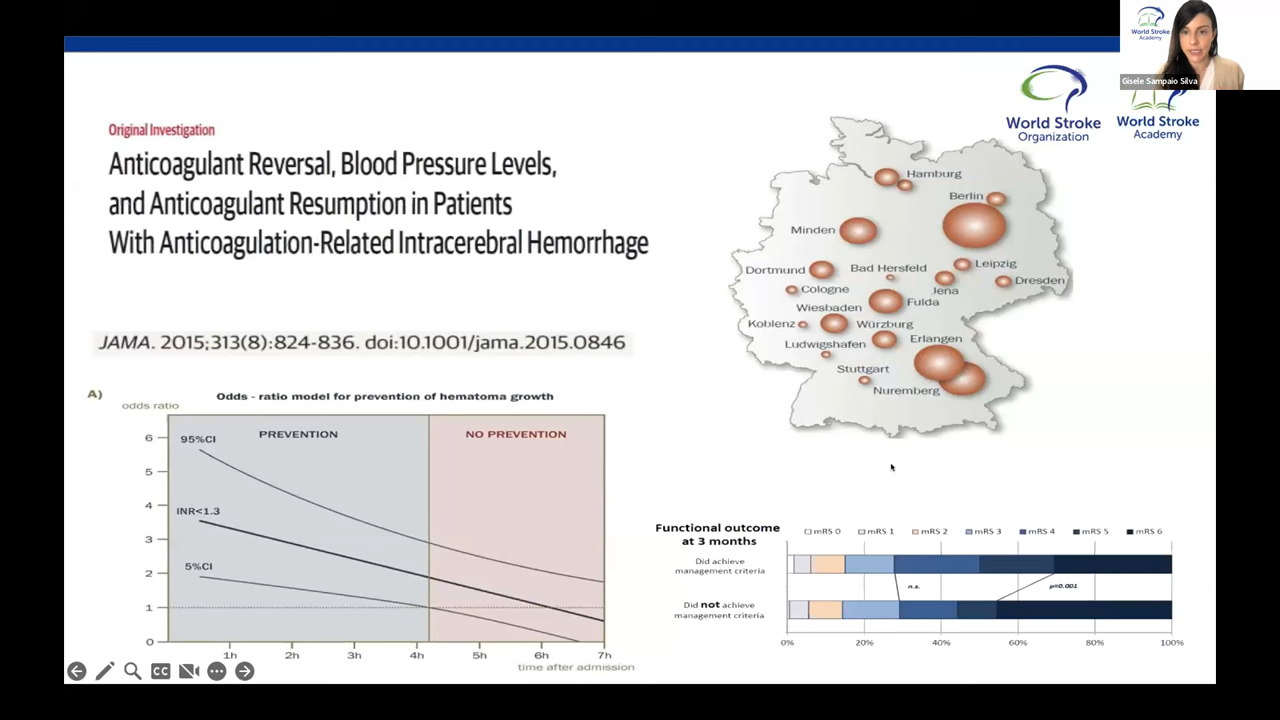 World Stroke
Academy
Gisele Sampaio Silva
World Stroke
Organization
World Stroke
Academy
Original Investigation
Anticoagulant Reversal, Blood Pressure Levels,
and Anticoagulant Resumption in Patients
With Anticoagulation-Related Intracerebral Hemorrhage
JAMA. 2015;313(8):824-836. doi:10.1001/jama.2015.0846
Hamburg
Berlin
Minden
Dortmund
Bad Hersfeld
Leipzig
Cologne
Jena
Dresden
Wiesbaden
Fulda
Koblenz
Würzburg
Ludwigshafen
Erlangen
Stuttgart
Nuremberg
A)
Odds - ratio model for prevention of hematoma growth
odds ratio
PREVENTION
NO PREVENTION
95%CI
INR<1.3
5%CI
6
5
4
3
2
1
0
1h
2h
3h
4h
5h
6h
7h
time after admission
Functional outcome
at 3 months
mRS 0
mRS 1
mRS 2
mRS 3
mRS 4
mRS 5
mRS 6
Did achieve
management criteria
n.s.
p=0.001
Did not achieve
management criteria
0%
20%
40%
60%
80%
100%
CC